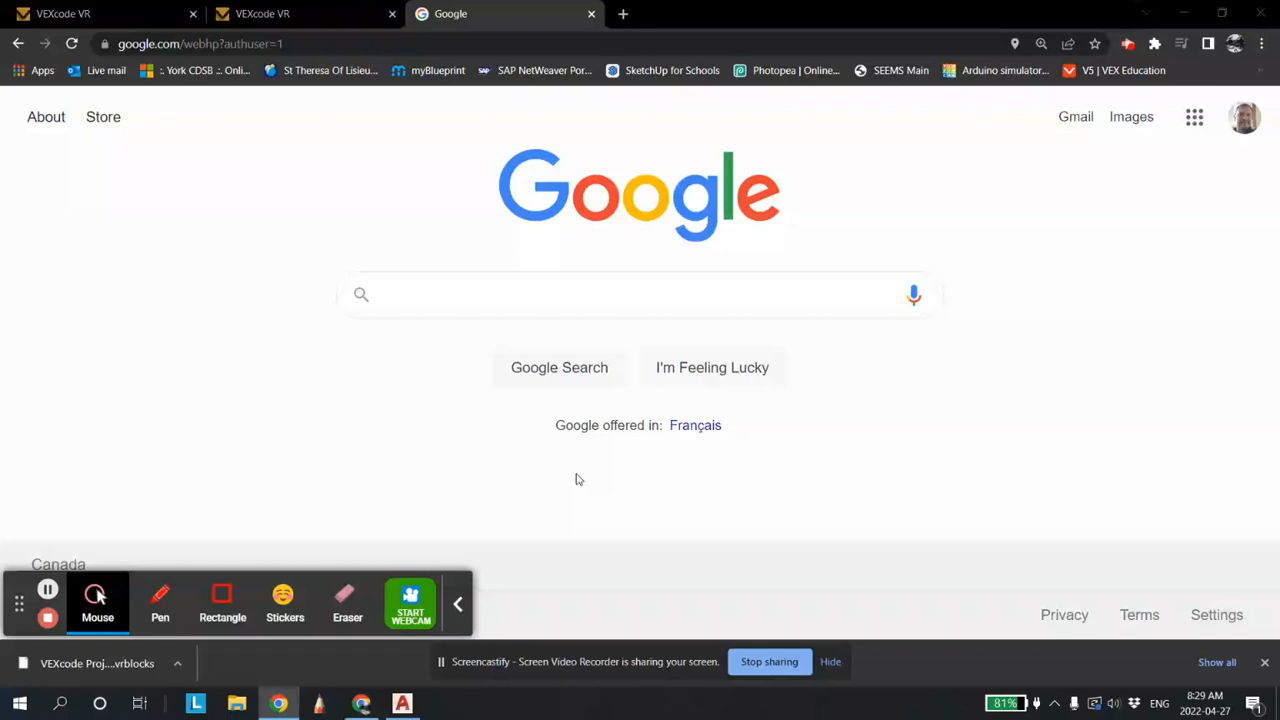 VEXcode VR
VEXcode VR
Google
google.com/webhp?authuser=1
Apps
Live mail
:: York CDSB ::. Onli...
St Theresa Of Lisieu...
myBlueprint
SAP NetWeaver Por...
SketchUp for Schools
Photopea | Online...
SEEMS Main
Arduino simulator...
V5 | VEX Education
About
Store
Gmail
Images
Google
Google Search
I'm Feeling Lucky
Google offered in: Français
Canada
Mouse
Pen
Rectangle
Stickers
Eraser
START
WEBCAM
Privacy
Terms
Settings
VEXcode Proj....vrblocks
Screencastify - Screen Video Recorder is sharing your screen.
Stop sharing
Hide
Show all
L
A
81%
ENG
8:29 AM
2022-04-27
1